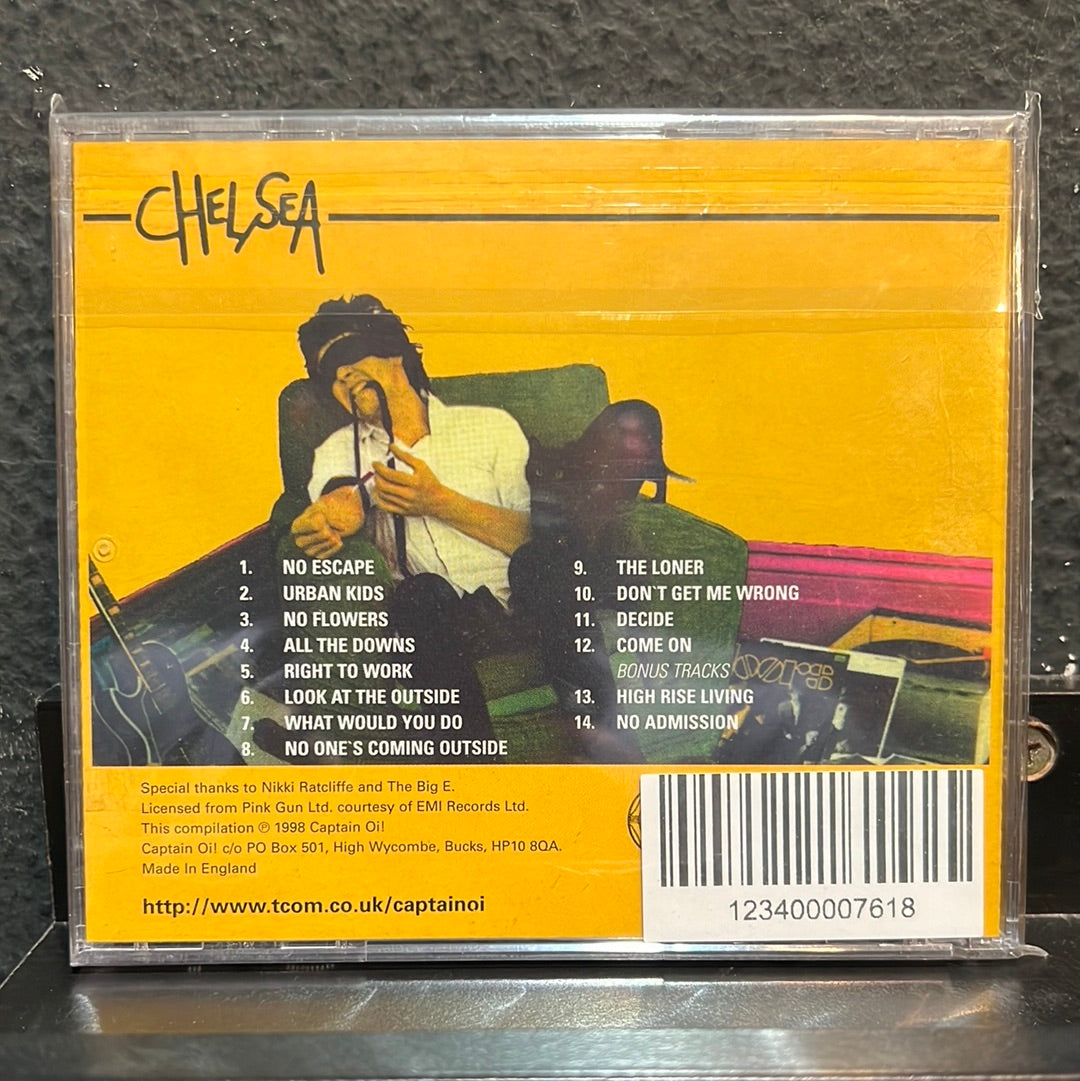 CHELSEA
1. NO ESCAPE
2. URBAN KIDS
3. NO FLOWERS
4. ALL THE DOWNS
5. RIGHT TO WORK
6. LOOK AT THE OUTSIDE
7. WHAT WOULD YOU DO
8. NO ONE`S COMING OUTSIDE
9. THE LONER
10. DON`T GET ME WRONG
11. DECIDE
12. COME ON
BONUS TRACKS
13. HIGH RISE LIVING
14. NO ADMISSION
Special thanks to Nikki Ratcliffe and The Big E.
Licensed from Pink Gun Ltd. courtesy of EMI Records Ltd.
This compilation ℗ 1998 Captain Oi!
Captain Oi! c/o PO Box 501, High Wycombe, Bucks, HP10 8QA.
Made In England
http://www.tcom.co.uk/captainoi
123400007618